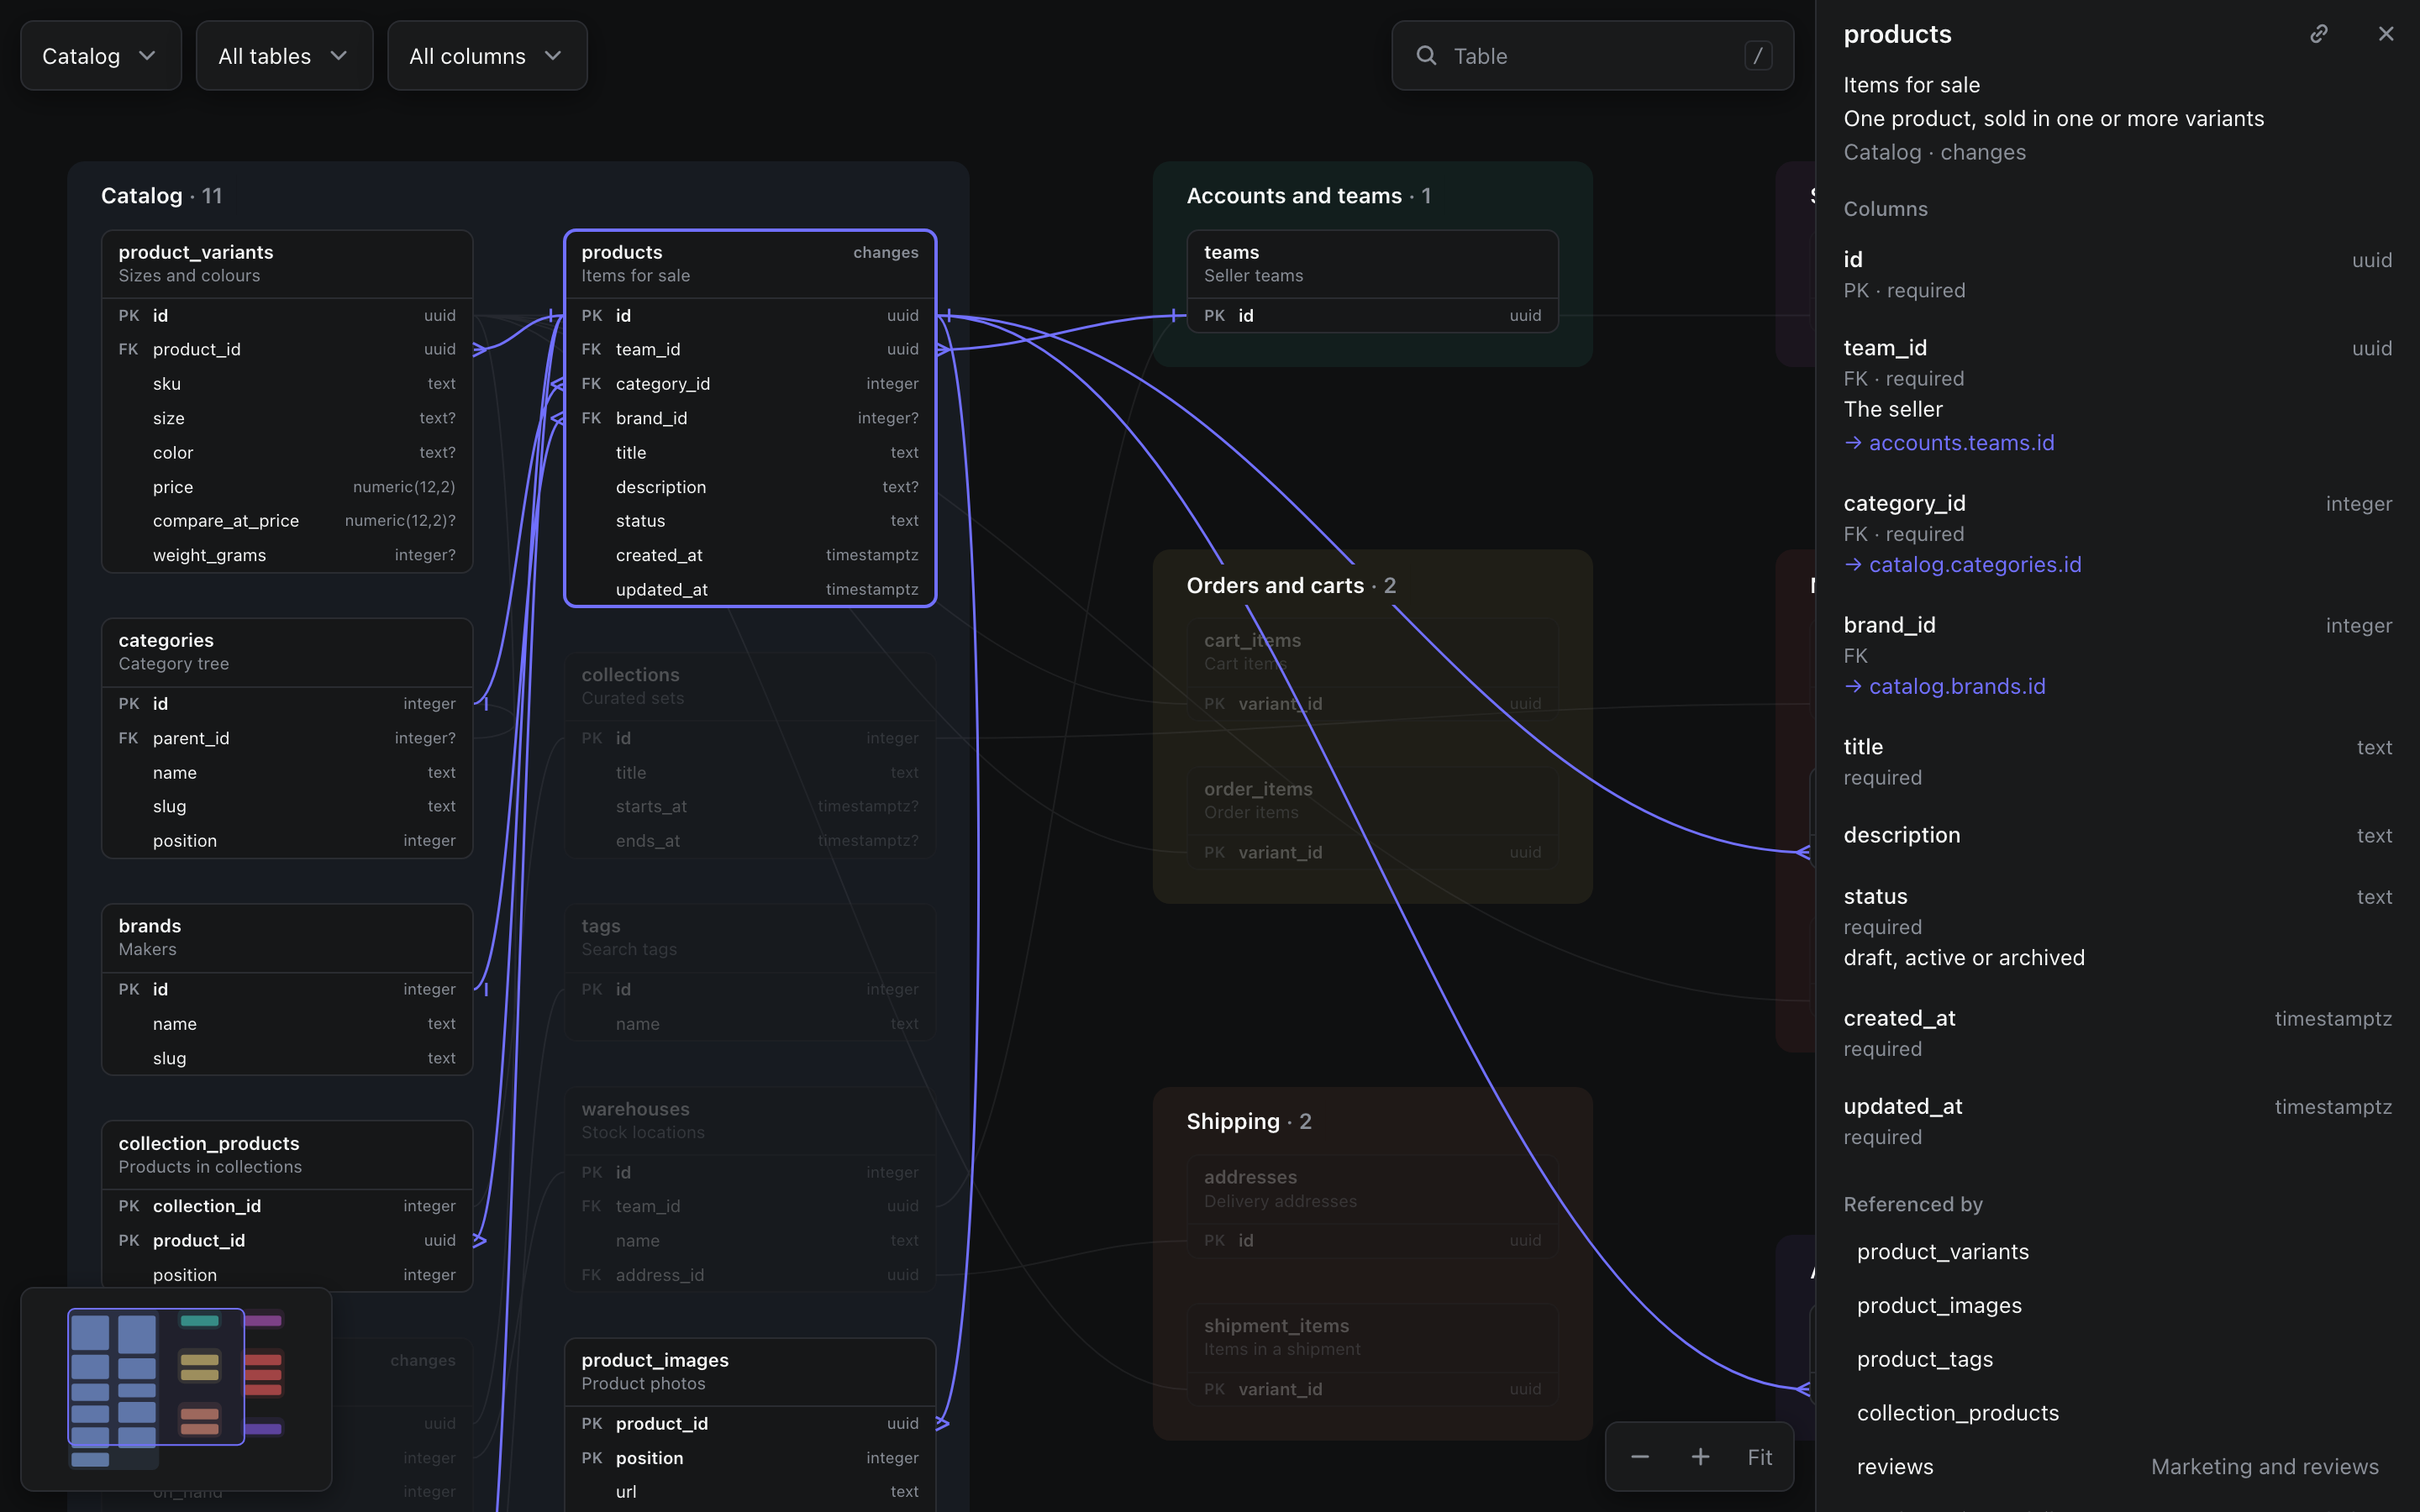 Catalog
All tables
All columns
Table
/
Catalog · 11
product_variants
Sizes and colours
PK id uuid
FK product_id uuid
sku text
size text?
color text?
price numeric(12,2)
compare_at_price numeric(12,2)?
weight_grams integer?
categories
Category tree
PK id integer
FK parent_id integer?
name text
slug text
position integer
brands
Makers
PK id integer
name text
slug text
collection_products
Products in collections
PK collection_id integer
PK product_id uuid
position integer
changes
uuid
integer
on_hand integer
products changes
Items for sale
PK id uuid
FK team_id uuid
FK category_id integer
FK brand_id integer?
title text
description text?
status text
created_at timestamptz
updated_at timestamptz
collections
Curated sets
PK id integer
title text
starts_at timestamptz?
ends_at timestamptz?
tags
Search tags
PK id integer
name text
warehouses
Stock locations
PK id integer
FK team_id uuid
name text
FK address_id uuid
product_images
Product photos
PK product_id uuid
PK position integer
url text
Accounts and teams · 1
teams
Seller teams
PK id uuid
Orders and carts · 2
cart_items
Cart items
PK variant_id uuid
order_items
Order items
PK variant_id uuid
Shipping · 2
addresses
Delivery addresses
PK id uuid
shipment_items
Items in a shipment
PK variant_id uuid
Fit
products
Items for sale
One product, sold in one or more variants
Catalog · changes
Columns
id uuid
PK · required
team_id uuid
FK · required
The seller
→ accounts.teams.id
category_id integer
FK · required
→ catalog.categories.id
brand_id integer
FK
→ catalog.brands.id
title text
required
description text
status text
required
draft, active or archived
created_at timestamptz
required
updated_at timestamptz
required
Referenced by
product_variants
product_images
product_tags
collection_products
reviews Marketing and reviews